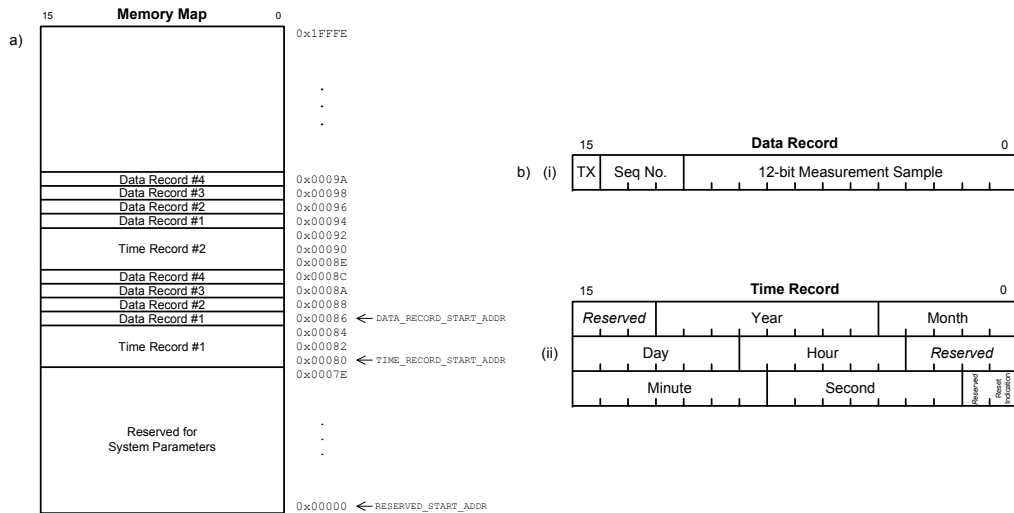 15 Memory Map 0
a)
0x1FFFE
.
.
.
Data Record #4 0x0009A
Data Record #3 0x00098
Data Record #2 0x00096
Data Record #1 0x00094
0x00092
Time Record #2 0x00090
0x0008E
Data Record #4 0x0008C
Data Record #3 0x0008A
Data Record #2 0x00088
Data Record #1 0x00086 DATA_RECORD_START_ADDR
0x00084
Time Record #1 0x00082
0x00080 TIME_RECORD_START_ADDR
0x0007E
Reserved for
System Parameters
.
.
.
0x00000 RESERVED_START_ADDR
15 Data Record 0
b) (i) TX Seq No. 12-bit Measurement Sample
15 Time Record 0
Reserved Year Month
(ii) Day Hour Reserved
Minute Second Reserved Reset
Indication